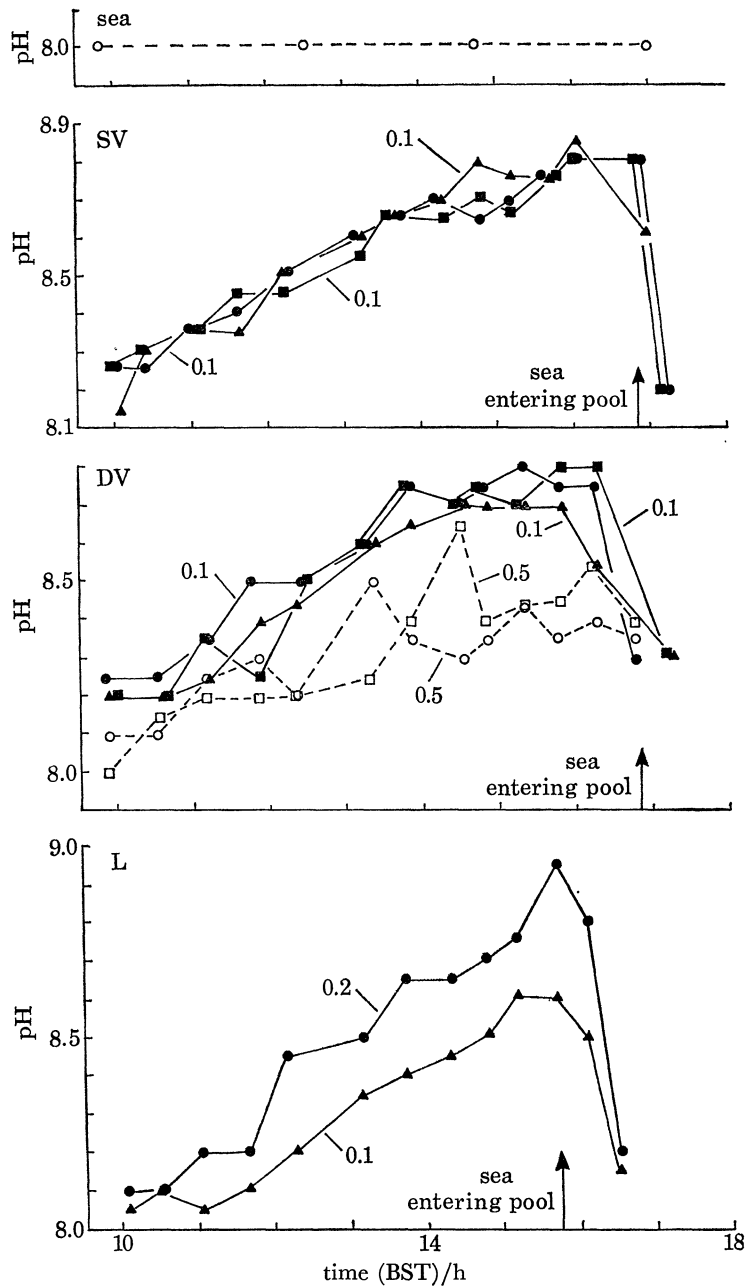 sea
8.0
pH
8.9
SV
0.1
8.5
pH
0.1
0.1
sea
entering pool
8.1
DV
0.1
0.1
0.1
8.5
0.5
pH
0.5
8.0
sea
entering pool
9.0
L
0.2
8.5
pH
0.1
sea
entering pool
8.0
10
14
18
time (BST)/h